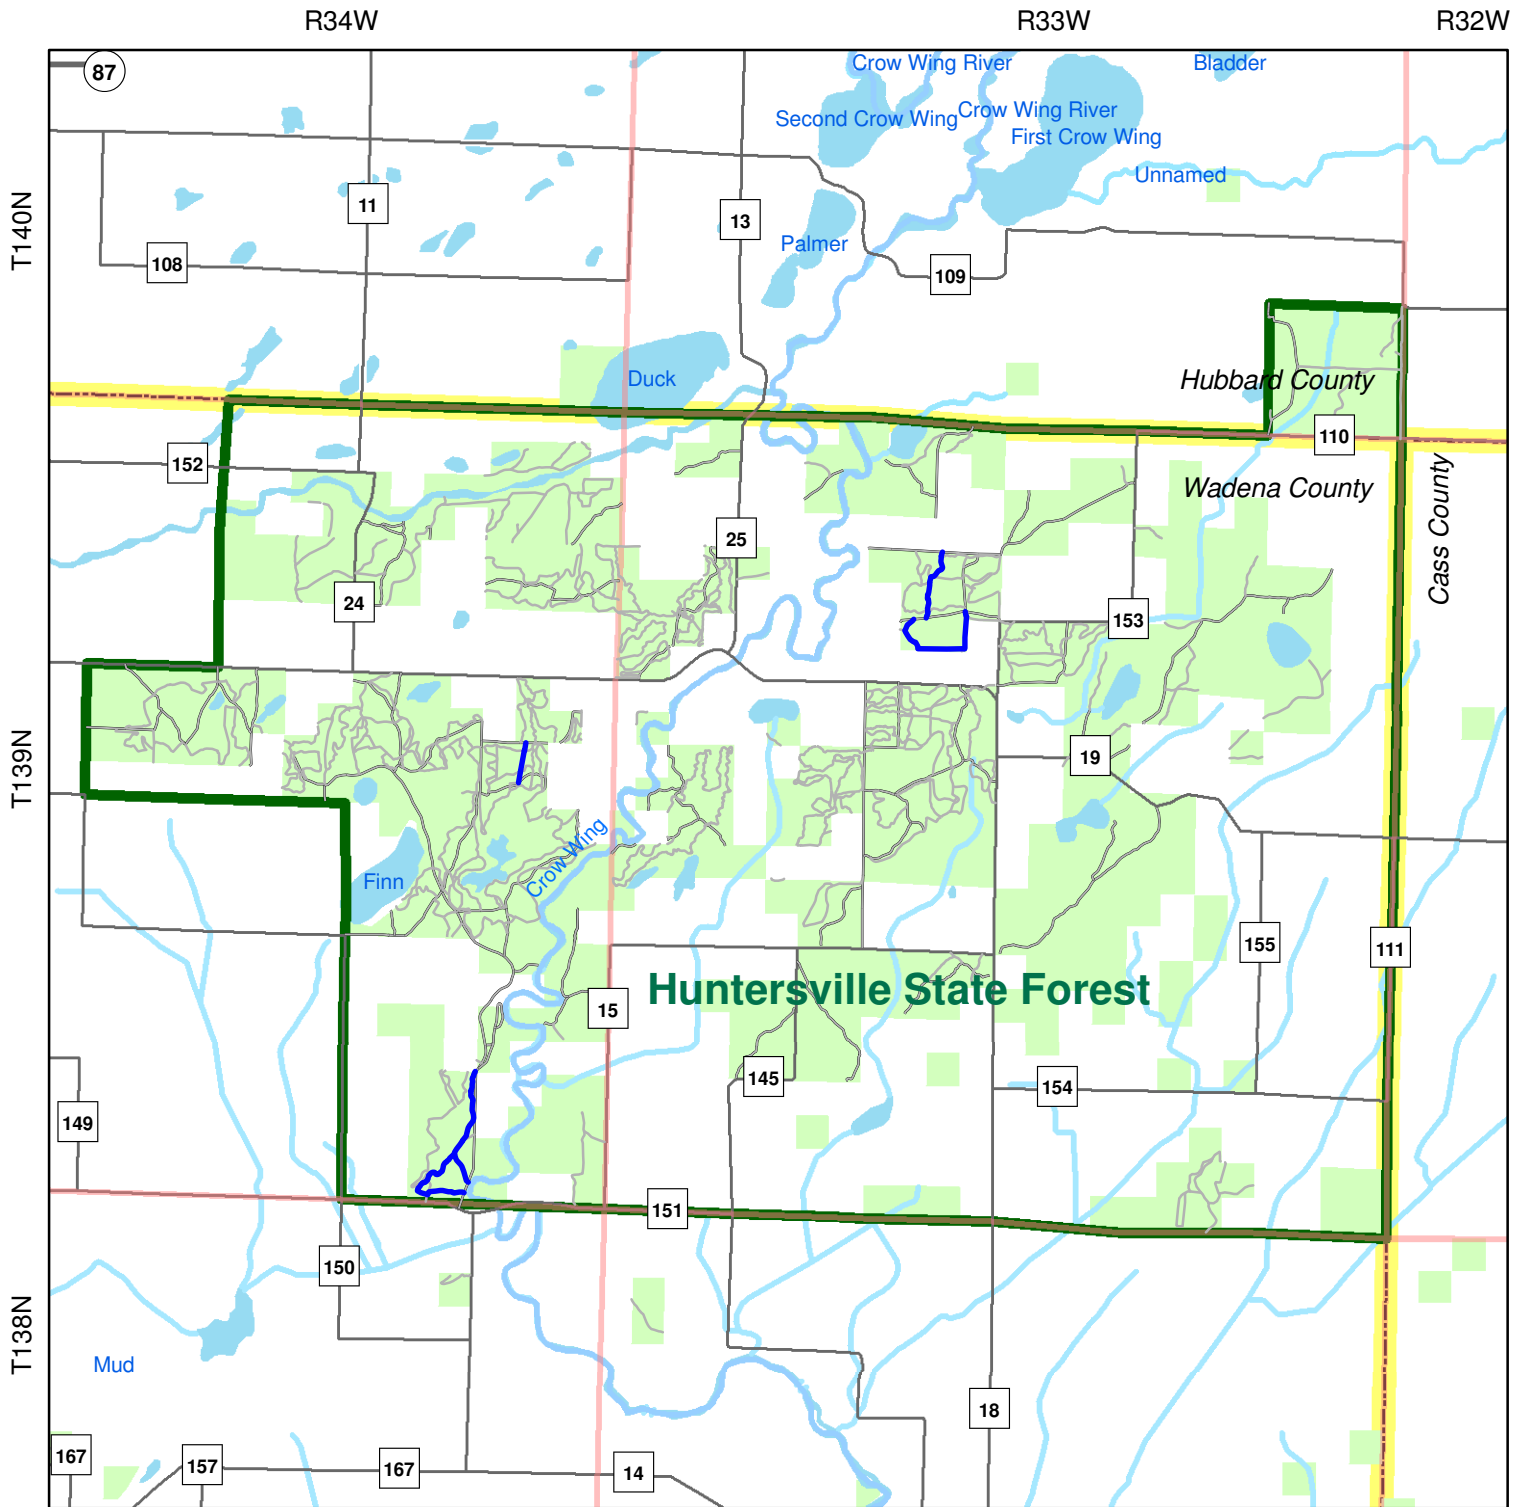 R34W
R33W
R32W
87
Crow Wing River
Bladder
Second Crow Wing
Crow Wing River
First Crow Wing
Unnamed
T140N
11
13
Palmer
108
109
Duck
Hubbard County
110
152
Wadena County
Cass County
25
24
153
T139N
19
Crow Wing
Finn
155
111
Huntersville State Forest
15
145
154
149
151
150
T138N
Mud
18
167
157
167
14